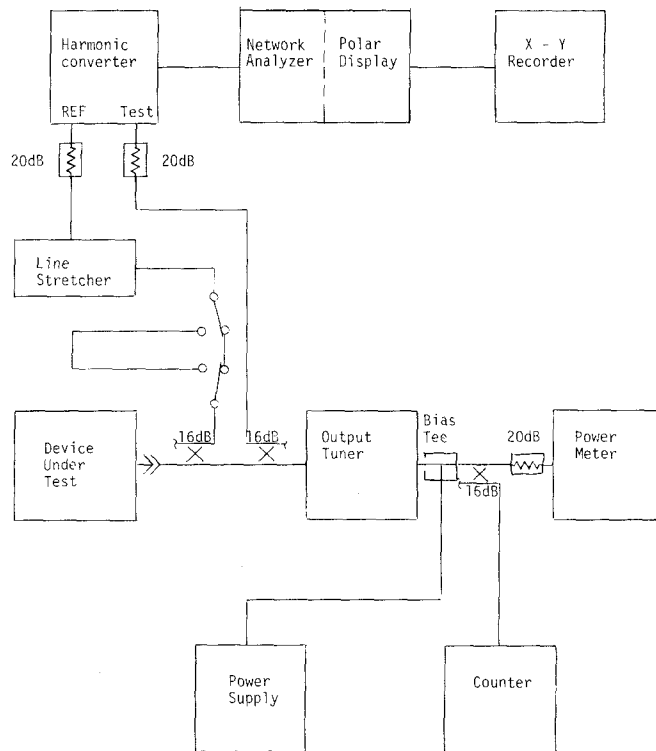 Harmonic
converter
REF Test
Network
Analyzer
Polar
Display
X - Y
Recorder
20dB
20dB
Line
Stretcher
16dB
16dB
Device
Under
Test
Output
Tuner
Bias
Tee
20dB
Power
Meter
16dB
Power
Supply
Counter